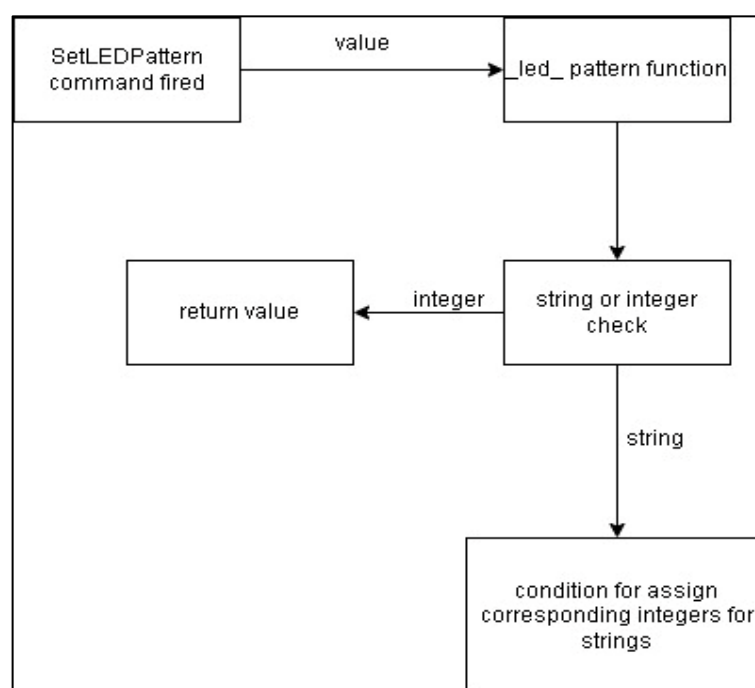 SetLEDPattern
command fired
value
_led_ pattern function
return value
integer
string or integer
check
string
condition for assign
corresponding integers for
strings